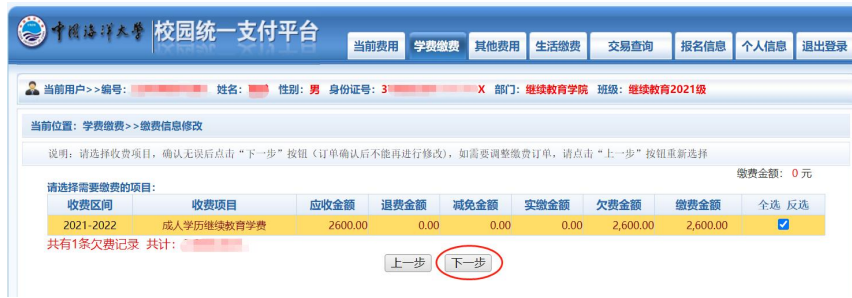 中国海洋大学 校园统一支付平台
当前费用 学费缴费 其他费用 生活缴费 交易查询 报名信息 个人信息 退出登录
当前用户>>编号: 姓名: 性别: 男 身份证号: 3 X 部门: 继续教育学院 班级: 继续教育2021级
当前位置: 学费缴费>>缴费信息修改
说明: 请选择收费项目, 确认无误后点击“下一步”按钮(订单确认后不能再进行修改), 如需要调整缴费订单, 请点击“上一步”按钮重新选择
缴费金额: 0 元
请选择需要缴费的项目:
收费区间 收费项目 应收金额 退费金额 减免金额 实缴金额 欠费金额 缴费金额 全选 反选
2021-2022 成人学历继续教育学费 2600.00 0.00 0.00 0.00 2,600.00 2,600.00
共有1条欠费记录 共计:
上一步 下一步